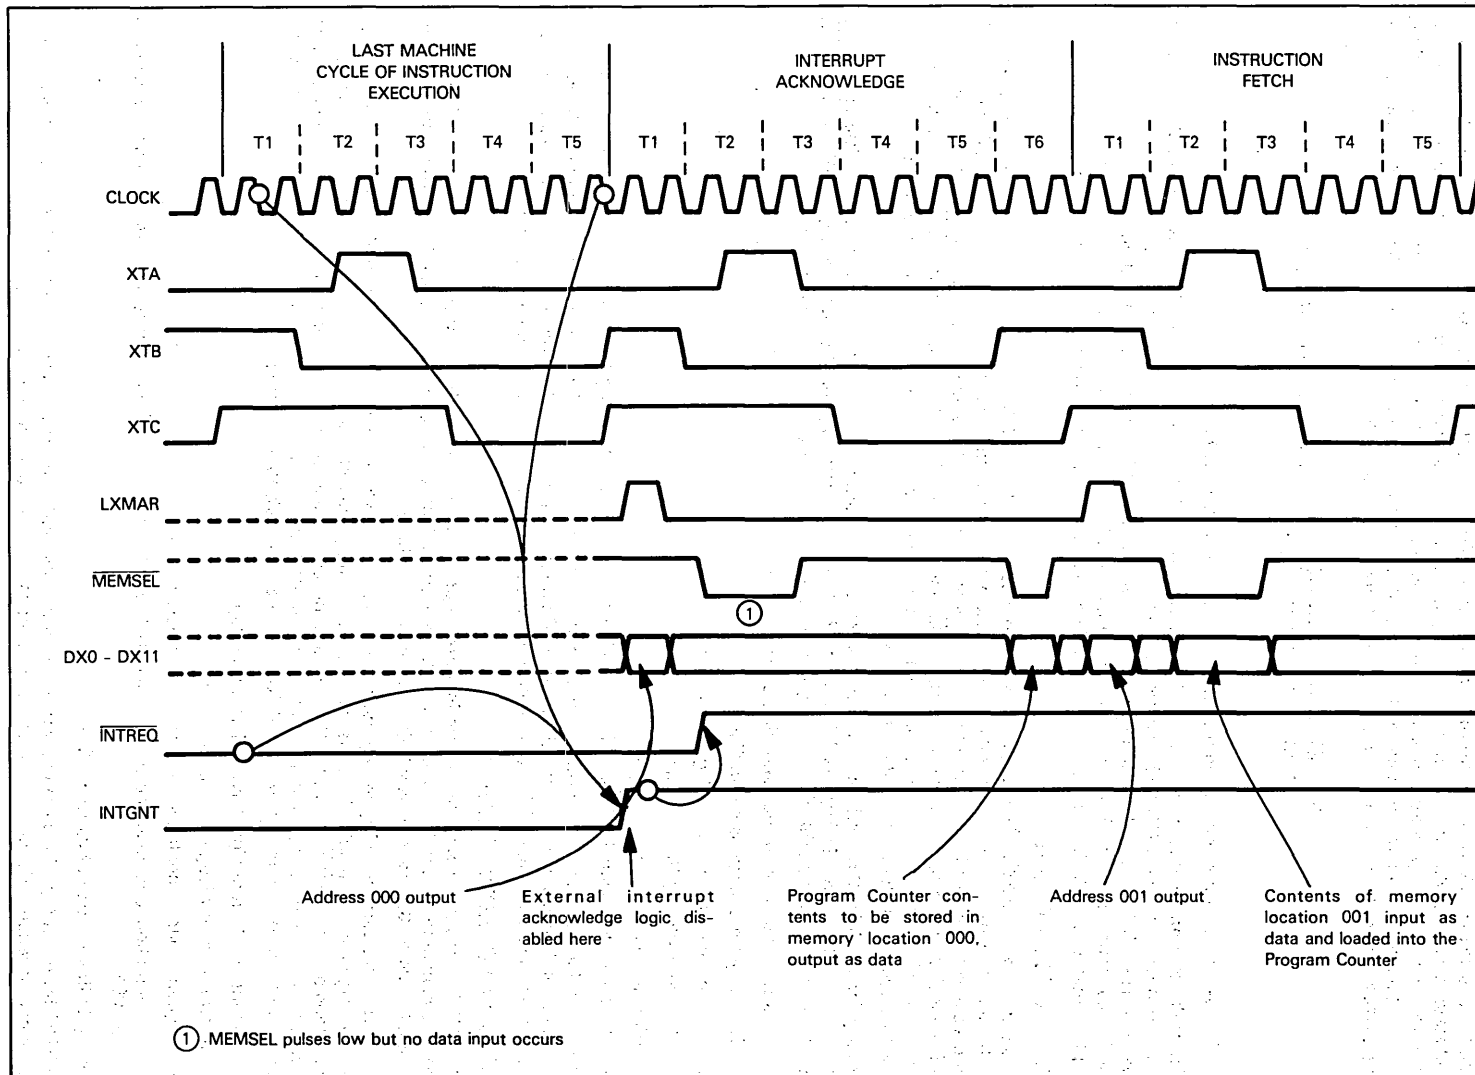 LAST MACHINE
CYCLE OF INSTRUCTION
EXECUTION
INTERRUPT
ACKNOWLEDGE
INSTRUCTION
FETCH
T1 T2 T3 T4 T5 T1 T2 T3 T4 T5 T6 T1 T2 T3 T4 T5
CLOCK
XTA
XTB
XTC
LXMAR
MEMSEL
1
DX0 - DX11
INTREQ
INTGNT
Address 000 output
External interrupt
acknowledge logic dis-
abled here
Program Counter con-
tents to be stored in
memory location 000,
output as data
Address 001 output
Contents of memory
location 001 input as
data and loaded into the
Program Counter
1 MEMSEL pulses low but no data input occurs